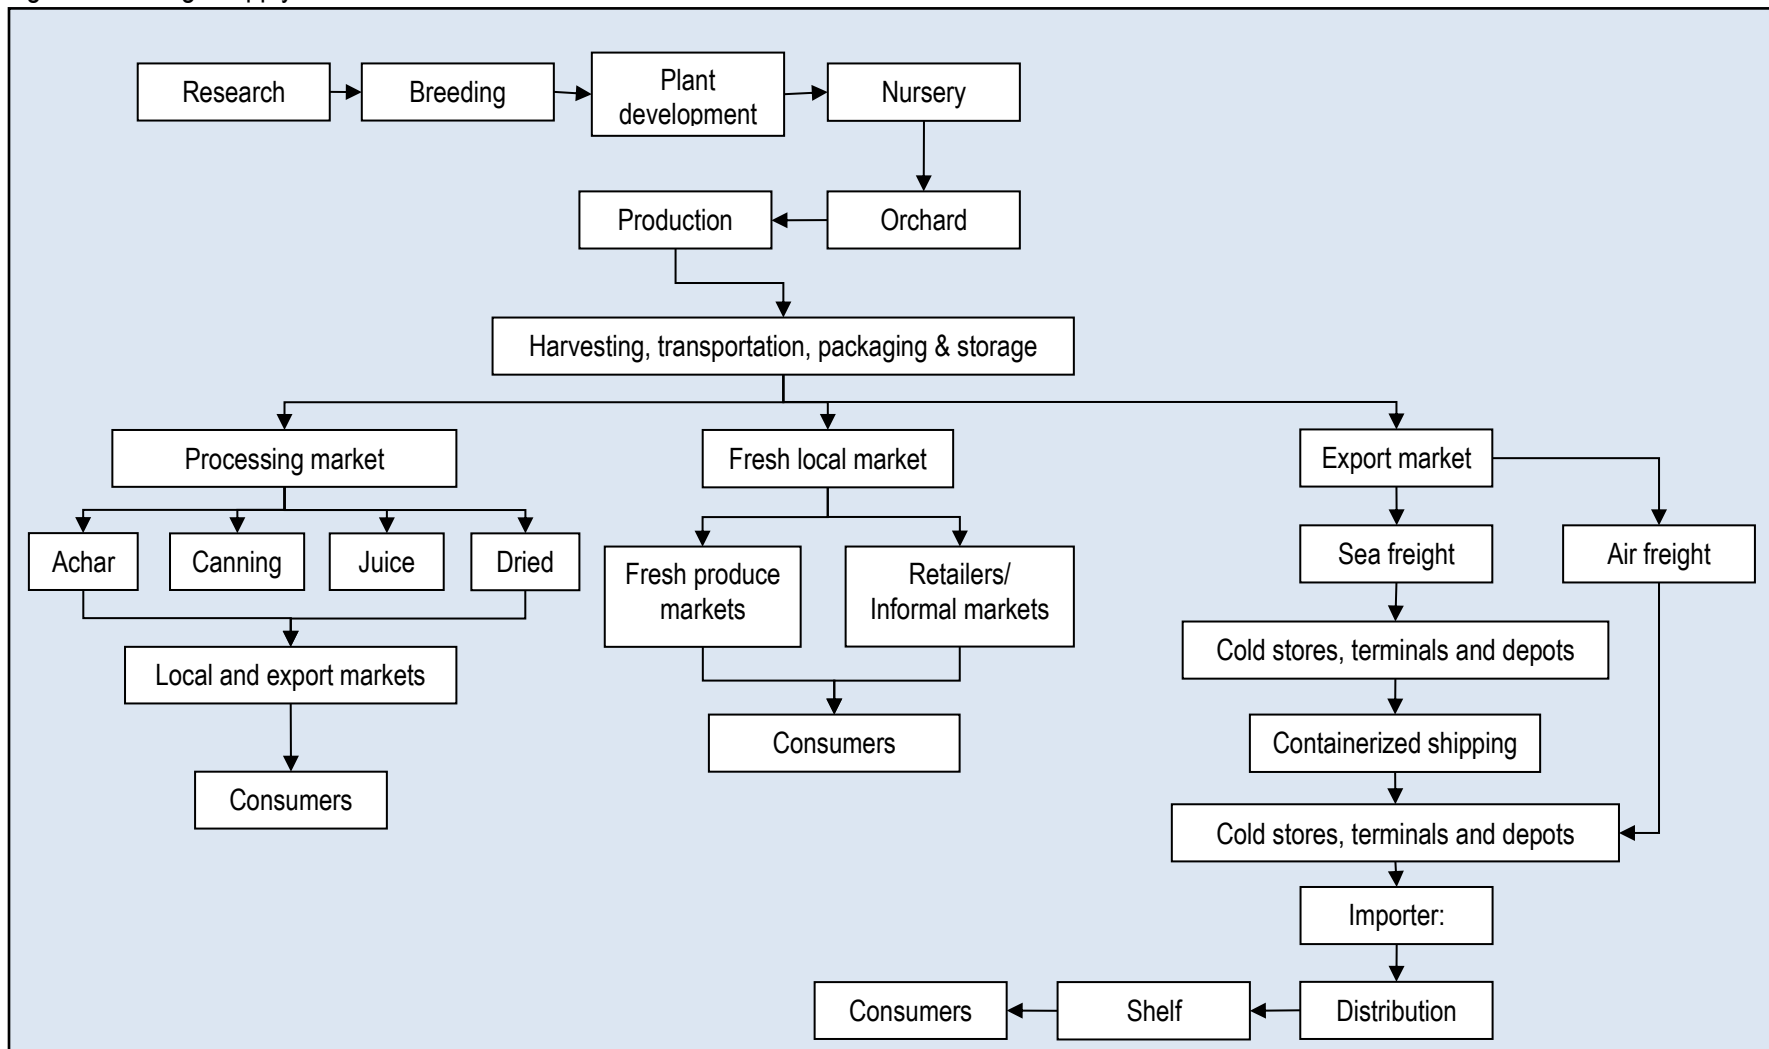 Research
Breeding
Plant
development
Nursery
Production
Orchard
Harvesting, transportation, packaging & storage
Processing market
Fresh local market
Export market
Achar
Canning
Juice
Dried
Fresh produce
markets
Retailers/
Informal markets
Sea freight
Air freight
Local and export markets
Cold stores, terminals and depots
Consumers
Containerized shipping
Consumers
Cold stores, terminals and depots
Importer:
Consumers
Shelf
Distribution